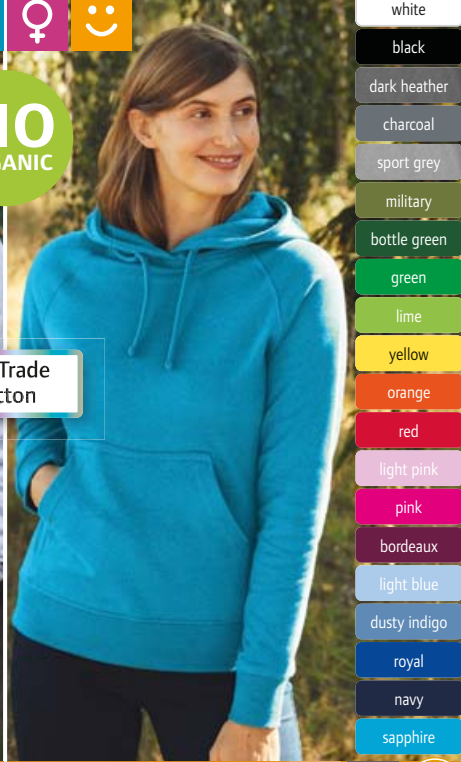 IO
GANIC
Trade
tton
white
black
dark heather
charcoal
sport grey
military
bottle green
green
lime
yellow
orange
red
light pink
pink
bordeaux
light blue
dusty indigo
royal
navy
sapphire